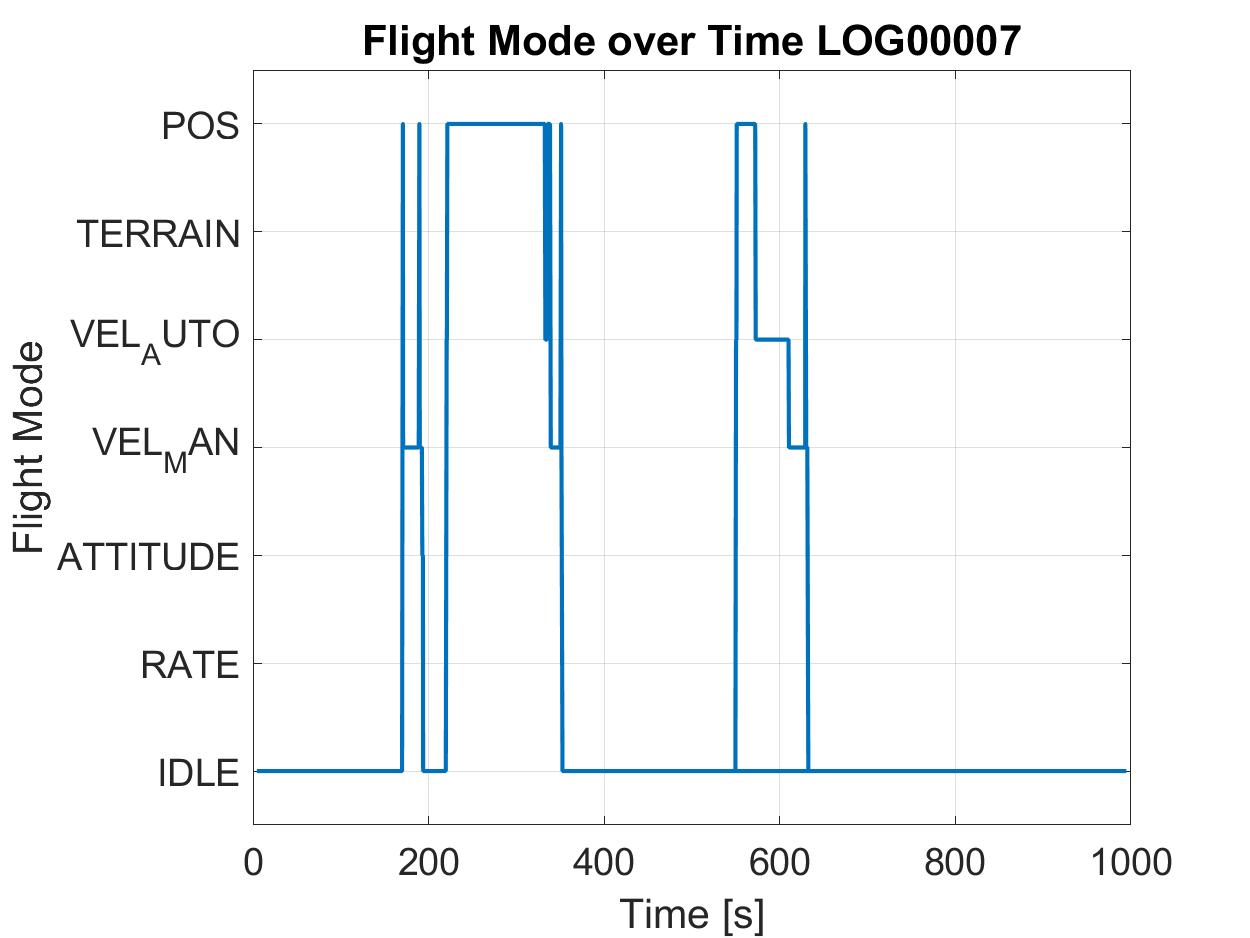 Flight Mode over Time LOG00007
POS
TERRAIN
VEL_AUTO
VEL_MAN
ATTITUDE
RATE
IDLE
Flight Mode
0 200 400 600 800 1000
Time [s]